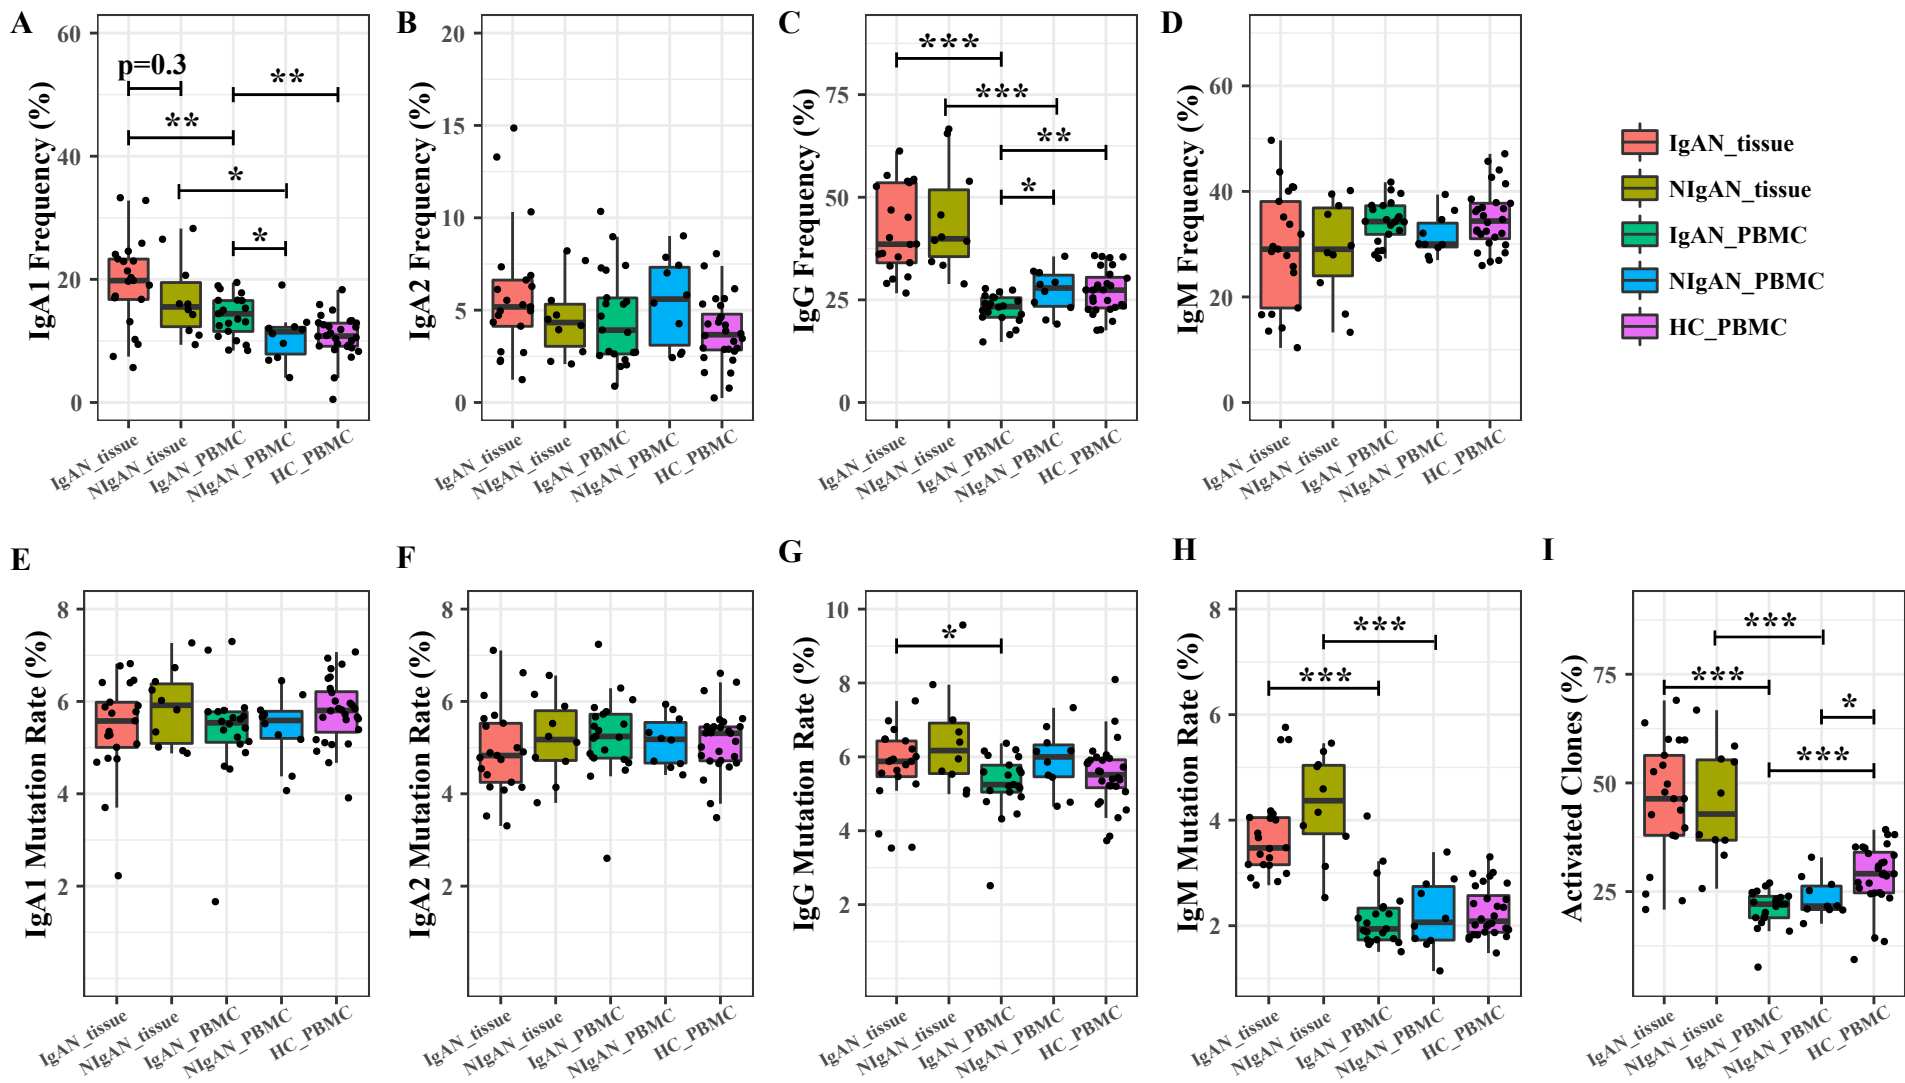 A
IgA1 Frequency (%)
60
40
20
0
p=0.3
**
**
*
*
IgAN_tissue
NIgAN_tissue
IgAN_PBMC
NIgAN_PBMC
HC_PBMC
B
IgA2 Frequency (%)
20
15
10
5
0
IgAN_tissue
NIgAN_tissue
IgAN_PBMC
NIgAN_PBMC
HC_PBMC
C
IgG Frequency (%)
75
50
25
0
***
***
**
*
IgAN_tissue
NIgAN_tissue
IgAN_PBMC
NIgAN_PBMC
HC_PBMC
D
IgM Frequency (%)
60
40
20
0
IgAN_tissue
NIgAN_tissue
IgAN_PBMC
NIgAN_PBMC
HC_PBMC
IgAN_tissue
NIgAN_tissue
IgAN_PBMC
NIgAN_PBMC
HC_PBMC
E
IgA1 Mutation Rate (%)
8
6
4
2
IgAN_tissue
NIgAN_tissue
IgAN_PBMC
NIgAN_PBMC
HC_PBMC
F
IgA2 Mutation Rate (%)
8
6
4
2
IgAN_tissue
NIgAN_tissue
IgAN_PBMC
NIgAN_PBMC
HC_PBMC
G
IgG Mutation Rate (%)
10
8
6
4
2
*
IgAN_tissue
NIgAN_tissue
IgAN_PBMC
NIgAN_PBMC
HC_PBMC
H
IgM Mutation Rate (%)
8
6
4
2
***
***
IgAN_tissue
NIgAN_tissue
IgAN_PBMC
NIgAN_PBMC
HC_PBMC
I
Activated Clones (%)
75
50
25
***
***
*
***
IgAN_tissue
NIgAN_tissue
IgAN_PBMC
NIgAN_PBMC
HC_PBMC